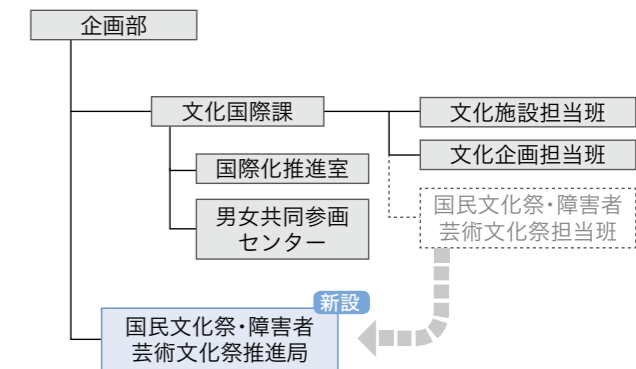 企画部
文化国際課
文化施設担当班
文化企画担当班
国際化推進室
国民文化祭・障害者
芸術文化祭担当班
男女共同参画
センター
新設
国民文化祭・障害者
芸術文化祭推進局